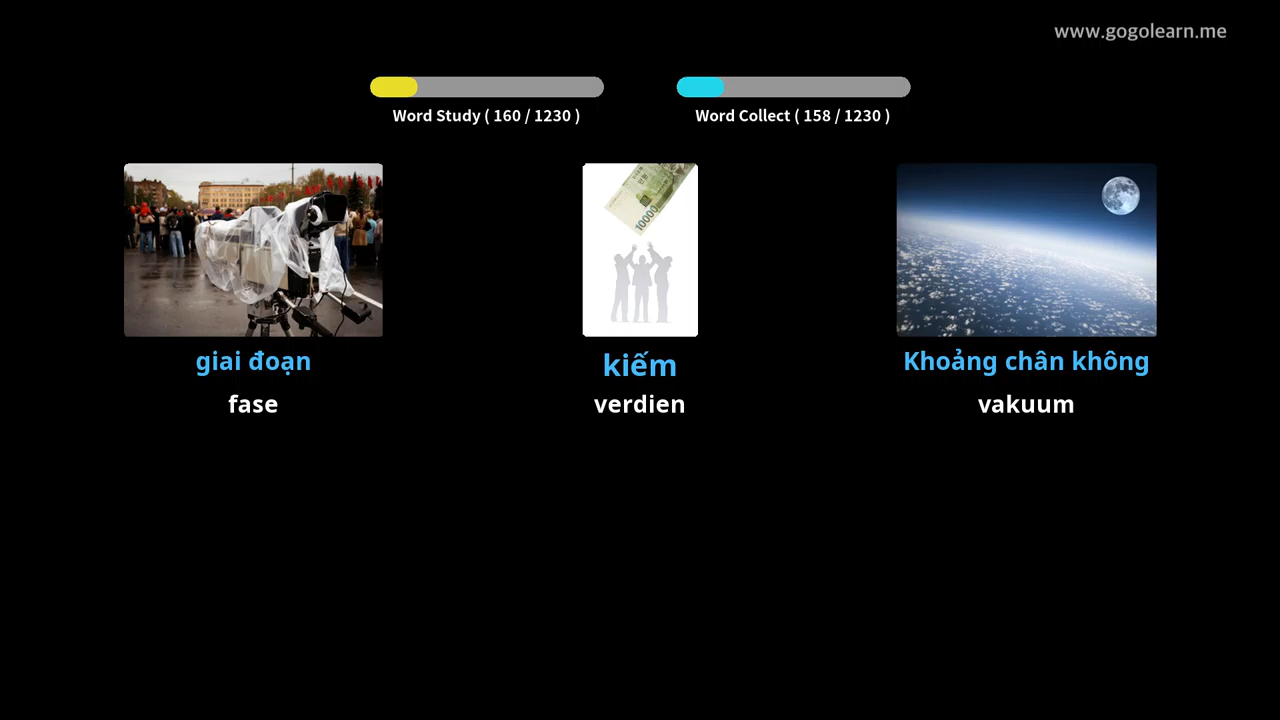 www.gogolearn.me
Word Study ( 160 / 1230 )
Word Collect ( 158 / 1230 )
10000
giai đoạn
kiếm
Khoảng chân không
fase
verdien
vakuum